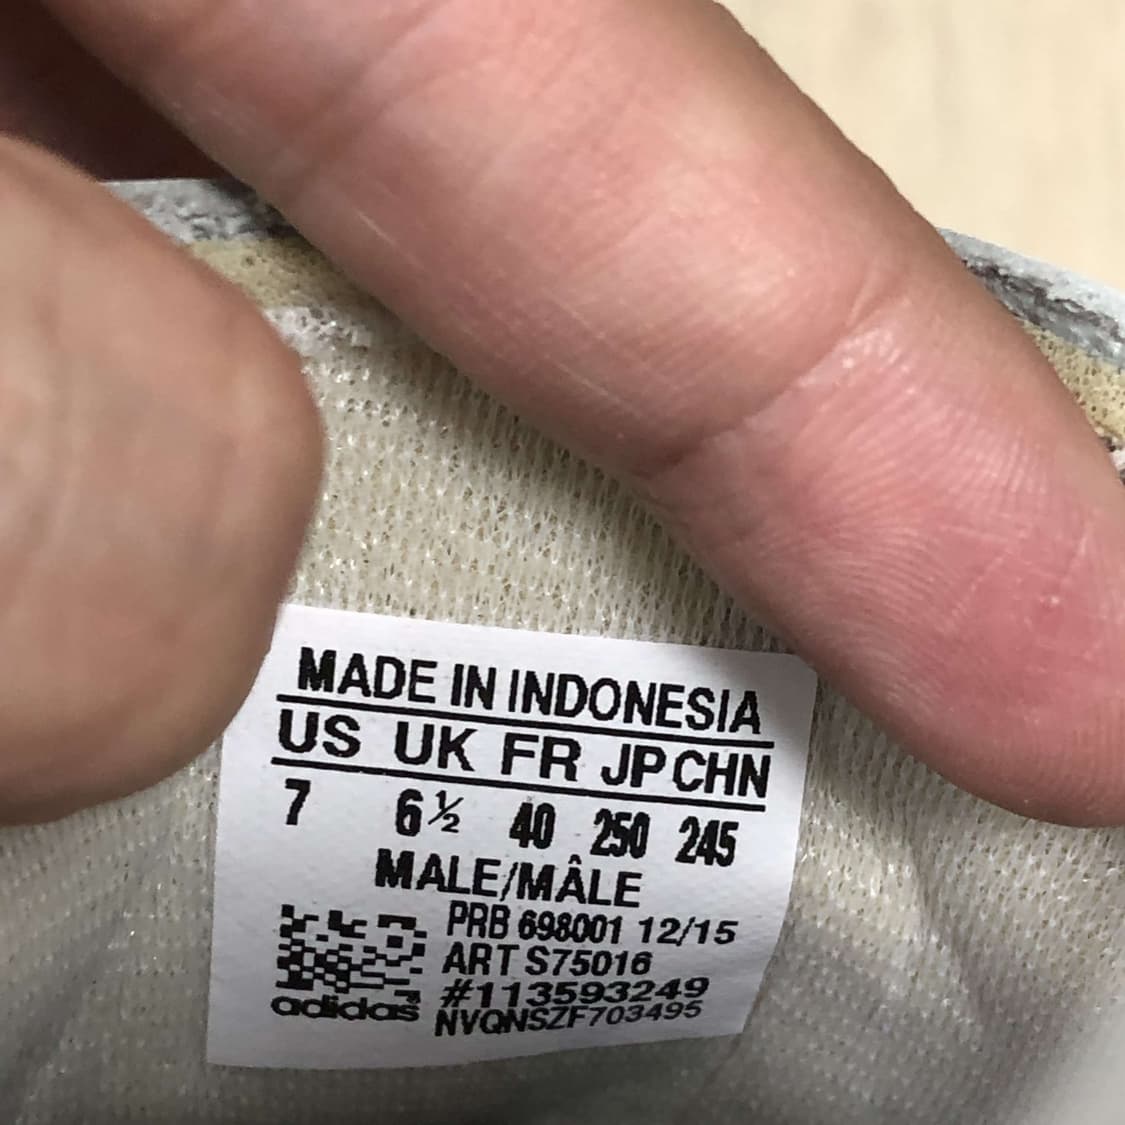 MADE IN INDONESIA
US UK FR JP CHN
7 6½ 40 250 245
MALE/MÂLE
PRB 698001 12/15
ART S75016
#113593249
NVQNSZF703495
adidas